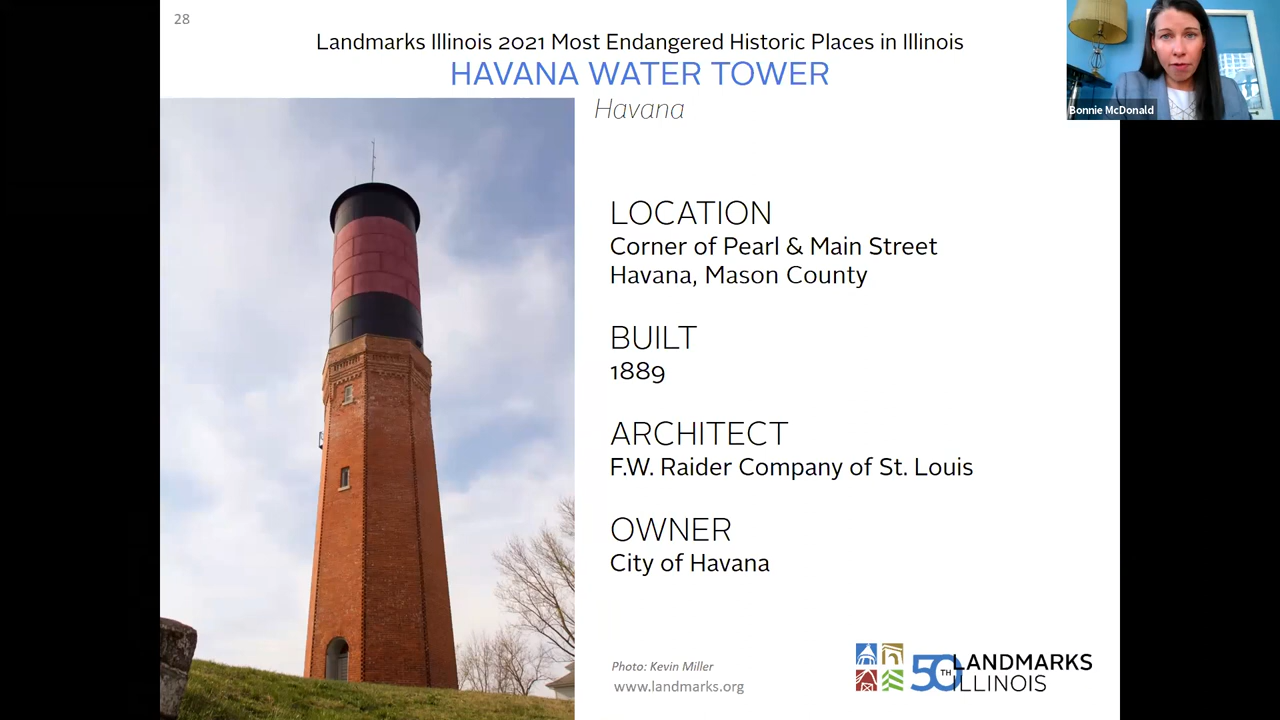 28
Landmarks Illinois 2021 Most Endangered Historic Places in Illinois
HAVANA WATER TOWER
Havana
Bonnie McDonald
LOCATION
Corner of Pearl & Main Street
Havana, Mason County
BUILT
1889
ARCHITECT
F.W. Raider Company of St. Louis
OWNER
City of Havana
Photo: Kevin Miller
www.landmarks.org
50TH LANDMARKS
ILLINOIS